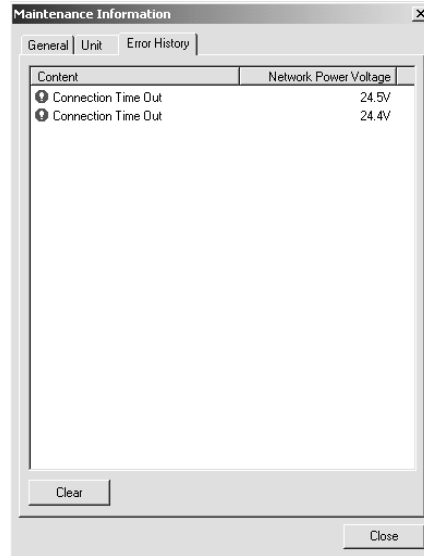 Maintenance Information
General Unit Error History
Content Network Power Voltage
Connection Time Out 24.5V
Connection Time Out 24.4V
Clear
Close